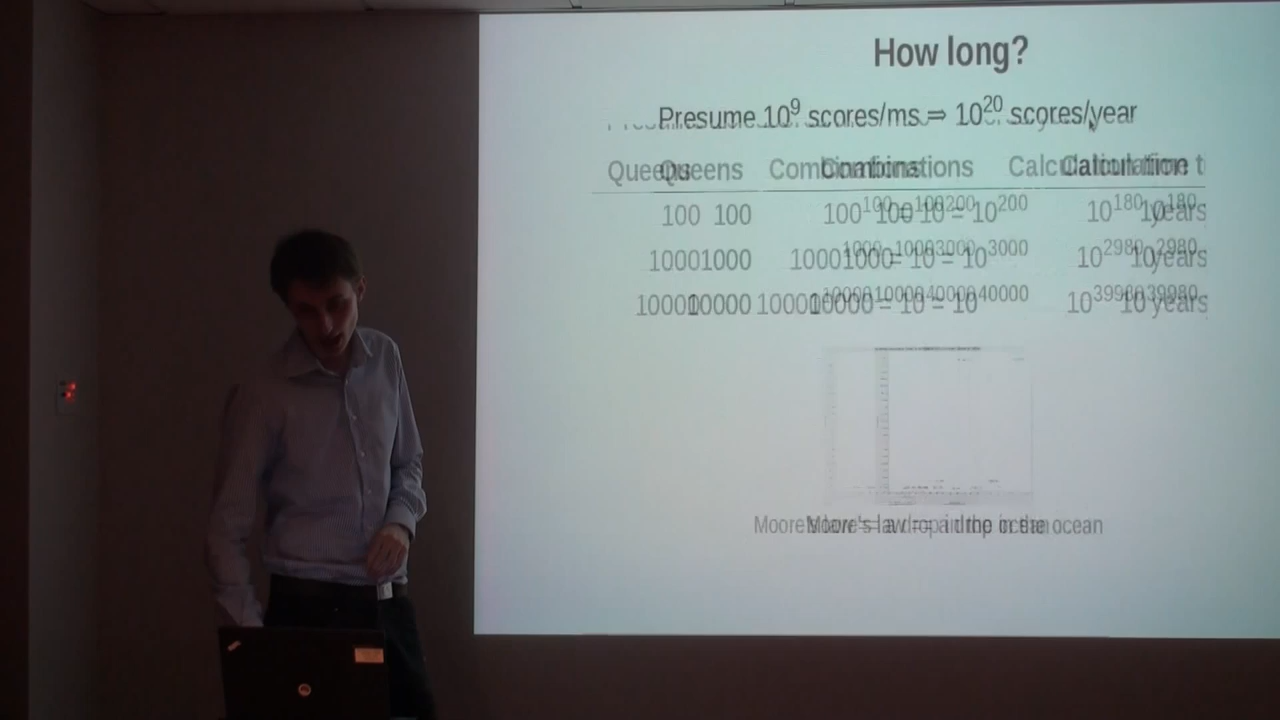 How long?
Presume 10⁹ scores/ms ⇒ 10²⁰ scores/year
Queens Combinations Calculation
100 100¹⁰⁰ = 10²⁰⁰ 10¹⁸⁰ years
1000 1000¹⁰⁰⁰ = 10³⁰⁰⁰ 10²⁹⁸⁰ years
10000 10000¹⁰⁰⁰⁰ = 10⁴⁰⁰⁰⁰ 10³⁹⁹⁸⁰ years
Moore's law == a drop in the ocean